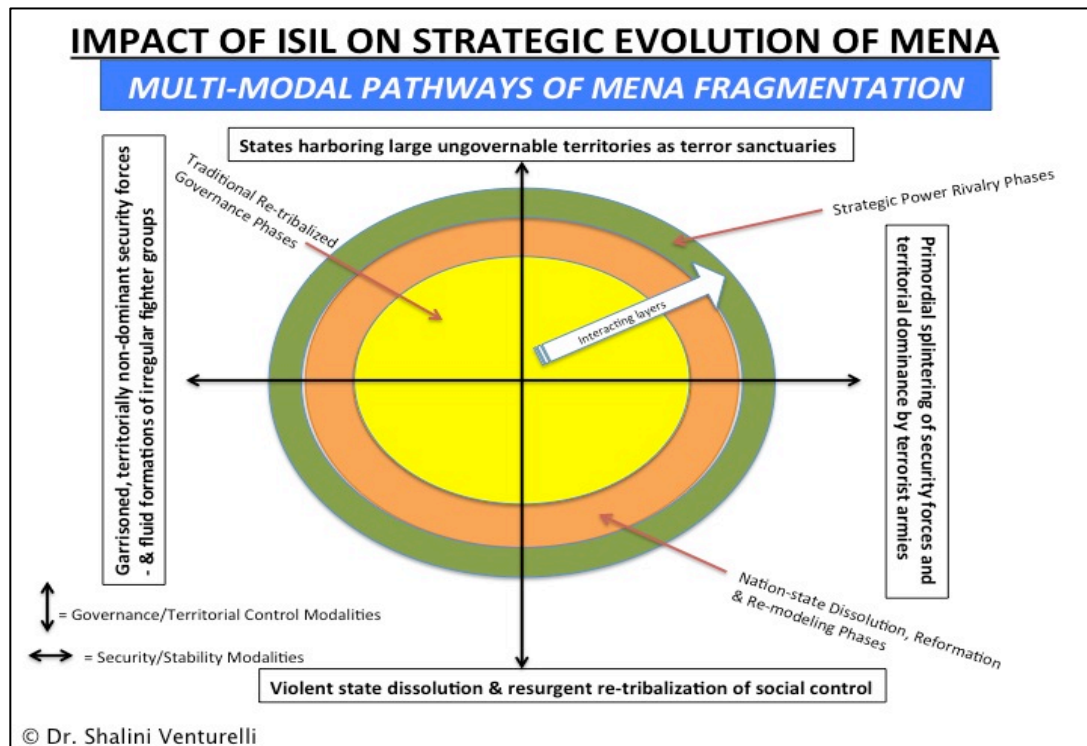 IMPACT OF ISIL ON STRATEGIC EVOLUTION OF MENA
MULTI-MODAL PATHWAYS OF MENA FRAGMENTATION
States harboring large ungovernable territories as terror sanctuaries
Traditional Re-tribalized
Governance Phases
Strategic Power Rivalry Phases
Garrisoned, territorially non-dominant security forces
- & fluid formations of irregular fighter groups
Interacting layers
Primordial splintering of security forces and
territorial dominance by terrorist armies
Nation-state Dissolution, Reformation
& Re-modeling Phases
= Governance/Territorial Control Modalities
= Security/Stability Modalities
Violent state dissolution & resurgent re-tribalization of social control
© Dr. Shalini Venturelli